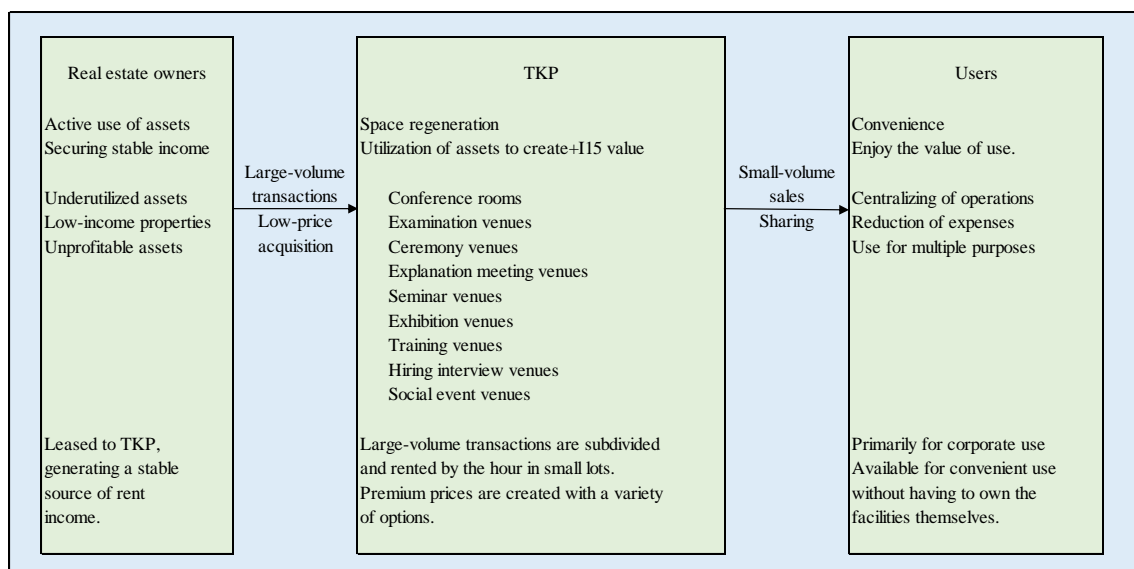 Real estate owners
Active use of assets
Securing stable income
Underutilized assets
Low-income properties
Unprofitable assets
Leased to TKP,
generating a stable
source of rent
income.
Large-volume
transactions
Low-price
acquisition
TKP
Space regeneration
Utilization of assets to create+I15 value
Conference rooms
Examination venues
Ceremony venues
Explanation meeting venues
Seminar venues
Exhibition venues
Training venues
Hiring interview venues
Social event venues
Large-volume transactions are subdivided
and rented by the hour in small lots.
Premium prices are created with a variety
of options.
Small-volume
sales
Sharing
Users
Convenience
Enjoy the value of use.
Centralizing of operations
Reduction of expenses
Use for multiple purposes
Primarily for corporate use
Available for convenient use
without having to own the
facilities themselves.